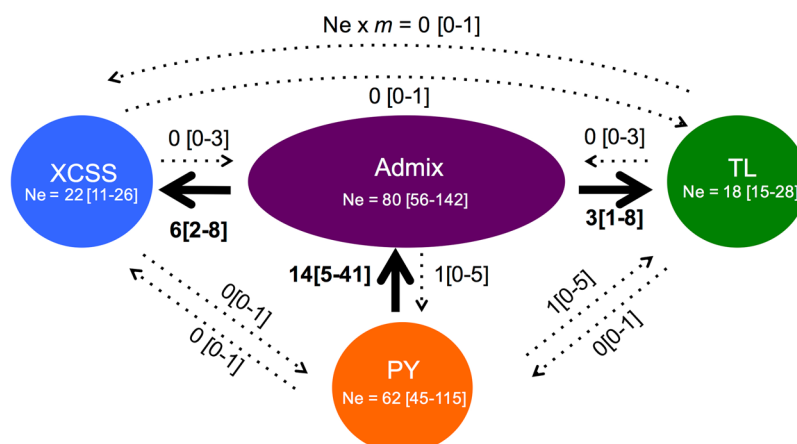 Ne x m = 0 [0-1]
0 [0-1]
XCSS
Ne = 22 [11-26]
0 [0-3]
6[2-8]
Admix
Ne = 80 [56-142]
0 [0-3]
3[1-8]
TL
Ne = 18 [15-28]
14[5-41]
1[0-5]
0[0-1]
0 [0-1]
1[0-5]
0[0-1]
PY
Ne = 62 [45-115]